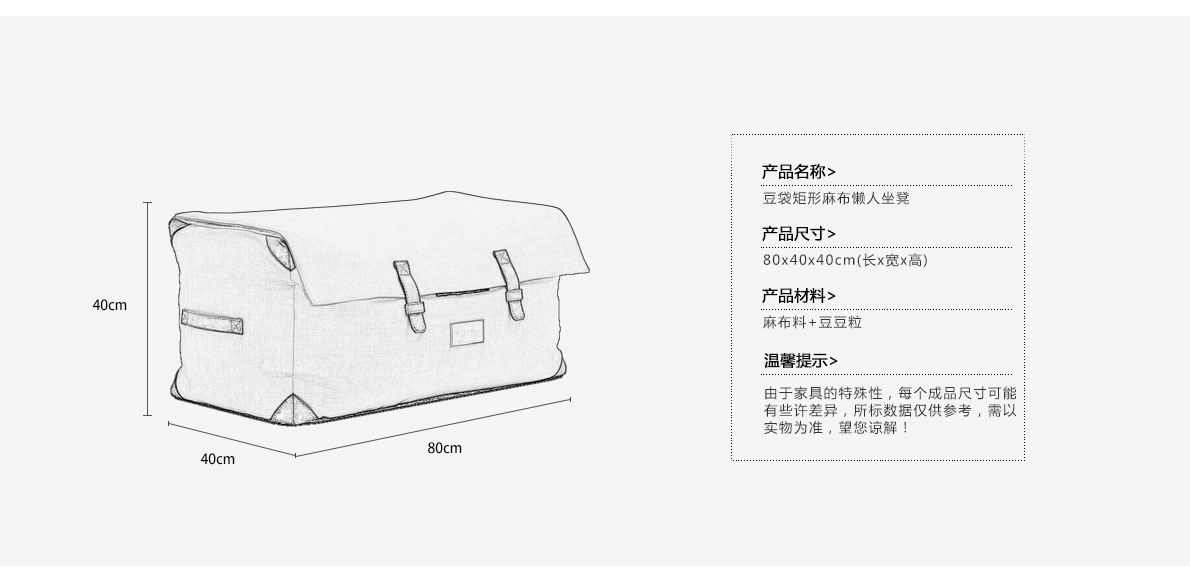 40cm
40cm
80cm
产品名称>
豆袋矩形麻布懒人坐凳
产品尺寸>
80x40x40cm(长x宽x高)
产品材料>
麻布料+豆豆粒
温馨提示>
由于家具的特殊性，每个成品尺寸可能
有些许差异，所标数据仅供参考，需以
实物为准，望您谅解！